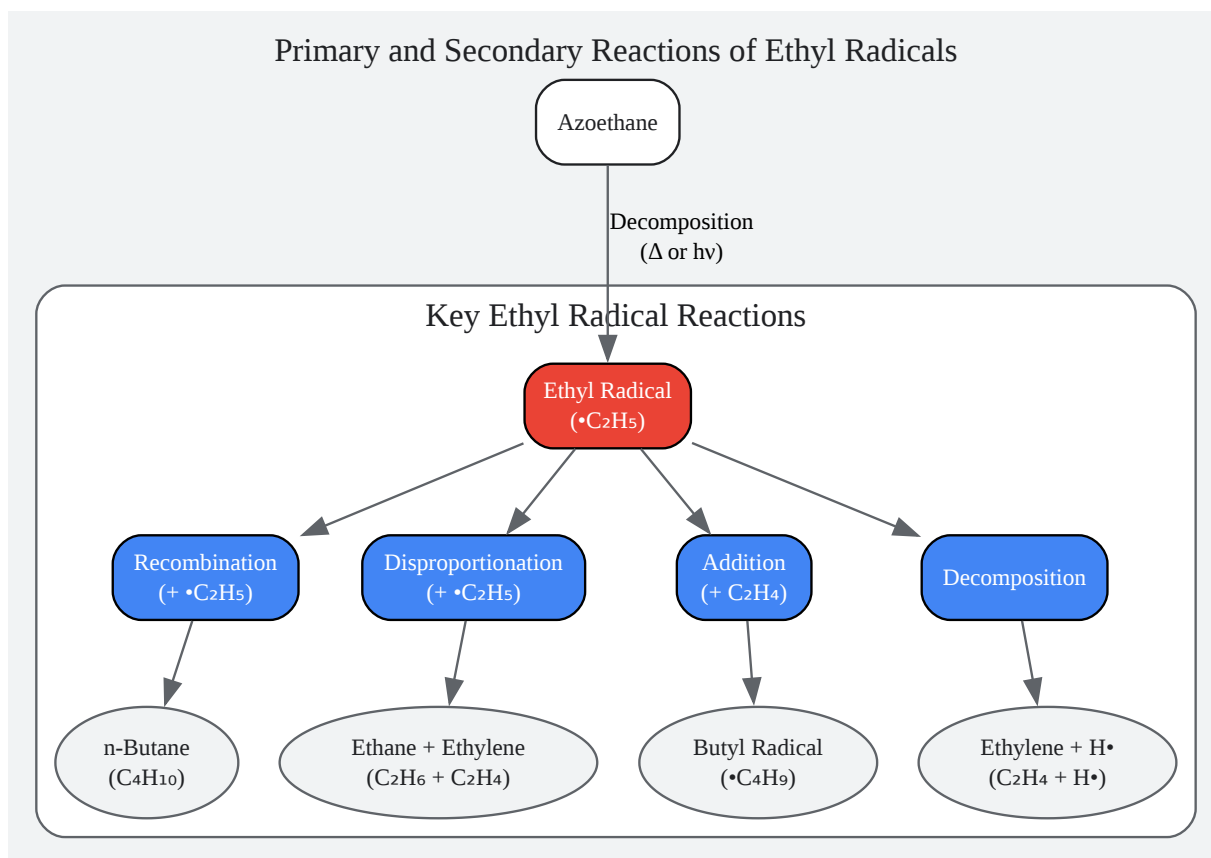 Primary and Secondary Reactions of Ethyl Radicals
Azoethane
Decomposition
(Δ or hν)
Key Ethyl Radical Reactions
Ethyl Radical
(•C₂H₅)
Recombination
(+ •C₂H₅)
Disproportionation
(+ •C₂H₅)
Addition
(+ C₂H₄)
Decomposition
n-Butane
(C₄H₁₀)
Ethane + Ethylene
(C₂H₆ + C₂H₄)
Butyl Radical
(•C₄H₉)
Ethylene + H•
(C₂H₄ + H•)